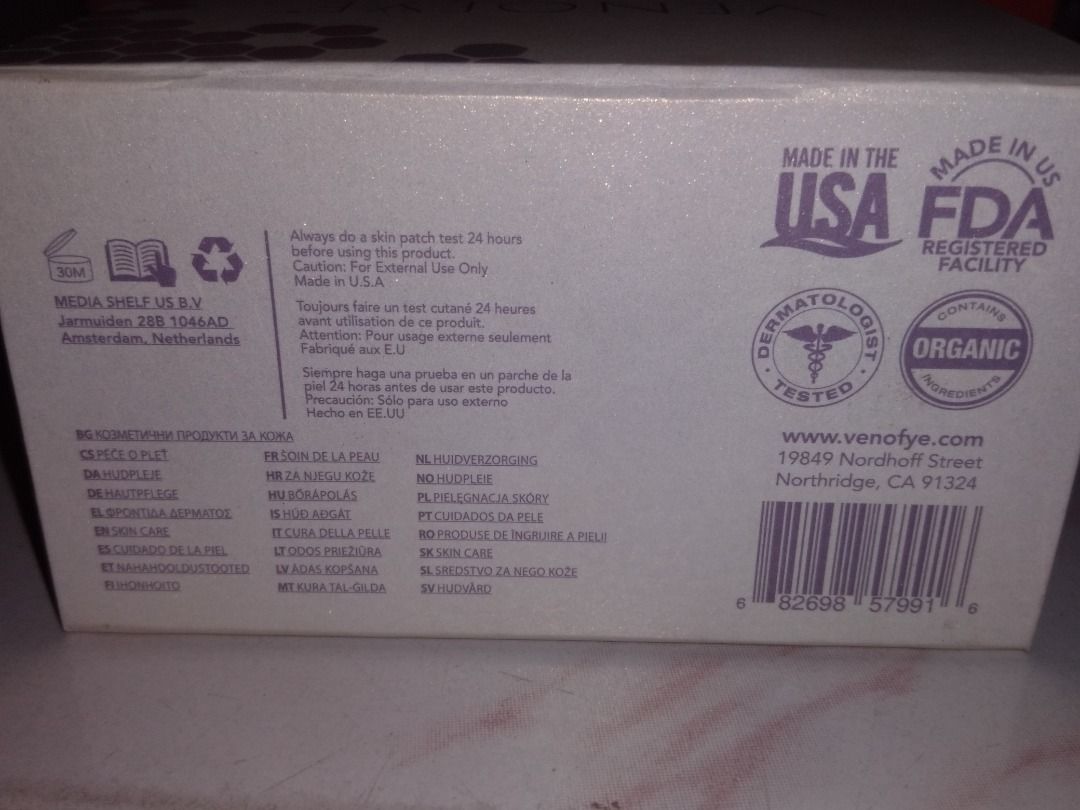 VENOFYE
30M
MEDIA SHELF US B.V
Jarmuiden 28B 1046AD
Amsterdam, Netherlands
Always do a skin patch test 24 hours
before using this product.
Caution: For External Use Only
Made in U.S.A
Toujours faire un test cutané 24 heures
avant utilisation de ce produit.
Attention: Pour usage externe seulement
Fabriqué aux E.U
Siempre haga una prueba en un parche de la
piel 24 horas antes de usar este producto.
Precaución: Sólo para uso externo
Hecho en EE.UU
BG КОЗМЕТИЧНИ ПРОДУКТИ ЗА КОЖА
CS PÉČE O PLEŤ
DA HUDPLEJE
DE HAUTPFLEGE
EL ΦΡΟΝΤΙΔΑ ΔΕΡΜΑΤΟΣ
EN SKIN CARE
ES CUIDADO DE LA PIEL
ET NAHAHOOLDUSTOOTED
FI IHONHOITO
FR SOIN DE LA PEAU
HR ZA NJEGU KOŽE
HU BŐRÁPOLÁS
IS HÚÐ AÐGÁT
IT CURA DELLA PELLE
LT ODOS PRIEŽIŪRA
LV ĀDAS KOPŠANA
MT KURA TAL-GILDA
NL HUIDVERZORGING
NO HUDPLEIE
PL PIELĘGNACJA SKÓRY
PT CUIDADOS DA PELE
RO PRODUSE DE ÎNGRIJIRE A PIELII
SK SKIN CARE
SL SREDSTVO ZA NEGO KOŽE
SV HUDVÅRD
MADE IN THE
USA
MADE IN US
FDA
REGISTERED
FACILITY
DERMATOLOGIST
TESTED
CONTAINS
ORGANIC
INGREDIENTS
www.venofye.com
19849 Nordhoff Street
Northridge, CA 91324
6 82698 57991 6